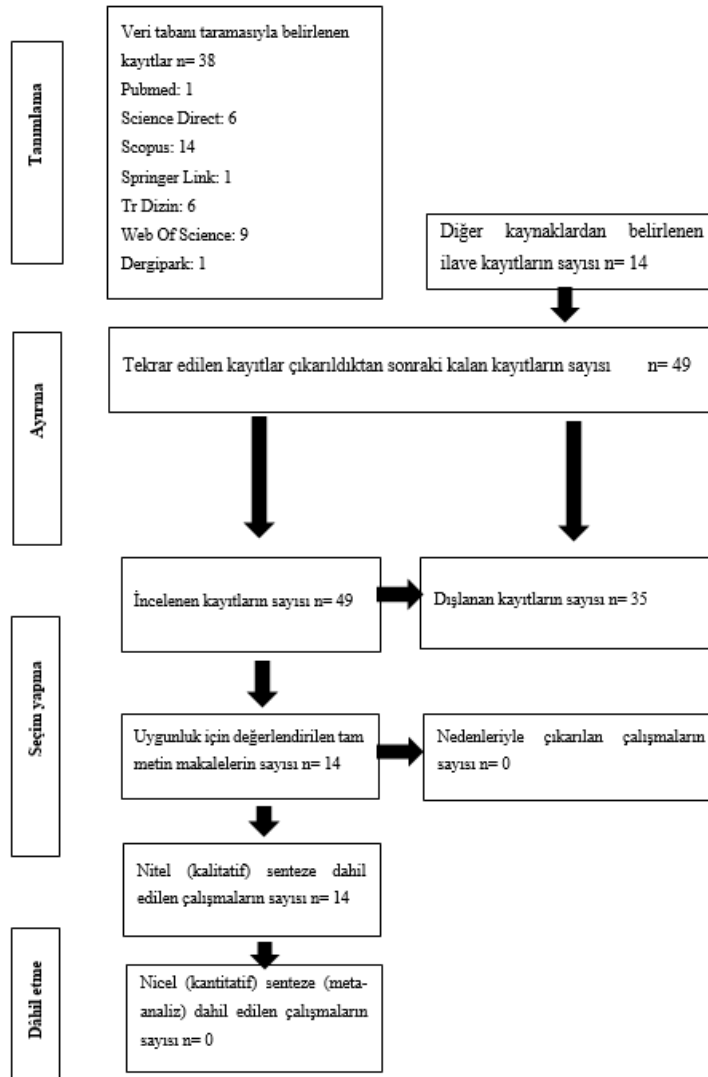 Tanımlama
Veri tabanı taramasıyla belirlenen
kayıtlar n= 38
Pubmed: 1
Science Direct: 6
Scopus: 14
Springer Link: 1
Tr Dizin: 6
Web Of Science: 9
Dergipark: 1
Diğer kaynaklardan belirlenen
ilave kayıtların sayısı n= 14
Ayırma
Tekrar edilen kayıtlar çıkarıldıktan sonraki kalan kayıtların sayısı n= 49
Seçim yapma
İncelenen kayıtların sayısı n= 49
Dışlanan kayıtların sayısı n= 35
Uygunluk için değerlendirilen tam
metin makalelerin sayısı n= 14
Nedenleriyle çıkarılan çalışmaların
sayısı n= 0
Nitel (kalitatif) senteze dahil
edilen çalışmaların sayısı n= 14
Dâhil etme
Nicel (kantitatif) senteze (meta-
analiz) dahil edilen çalışmaların
sayısı n= 0